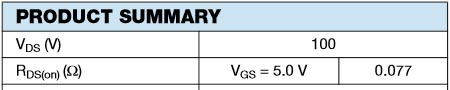 PRODUCT SUMMARY
VDS (V) 100
RDS(on) (Ω) VGS = 5.0 V 0.077